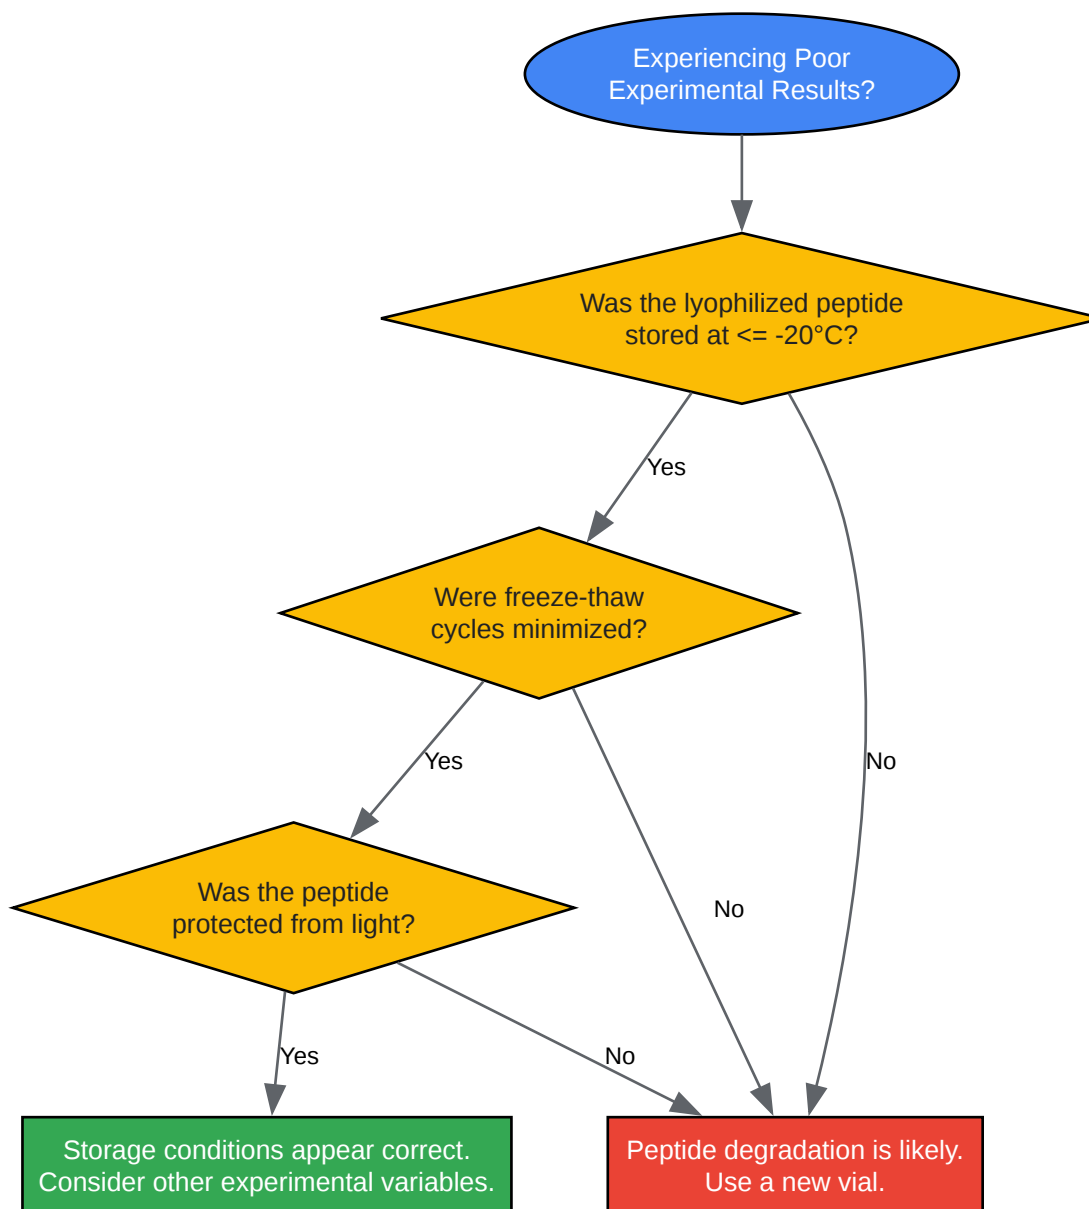 Experiencing Poor
Experimental Results?
Was the lyophilized peptide
stored at <= -20°C?
Yes
Were freeze-thaw
cycles minimized?
Yes
No
Was the peptide
protected from light?
No
Yes
No
Storage conditions appear correct.
Consider other experimental variables.
Peptide degradation is likely.
Use a new vial.